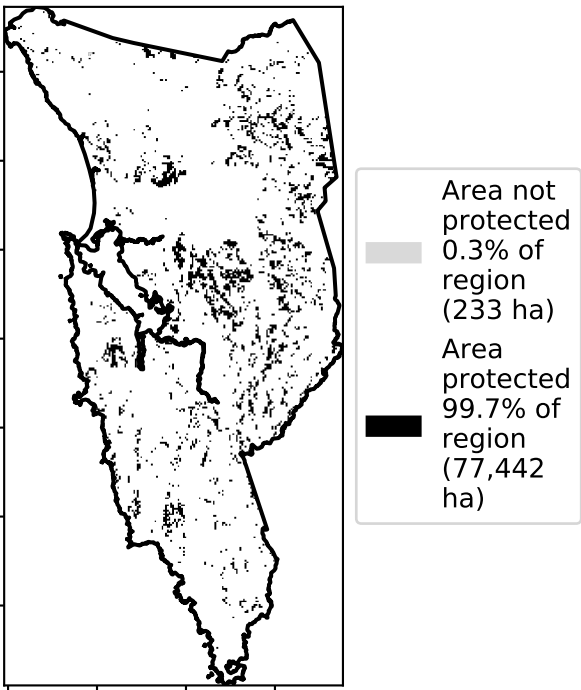 Area not
protected
0.3% of
region
(233 ha)
Area
protected
99.7% of
region
(77,442
ha)